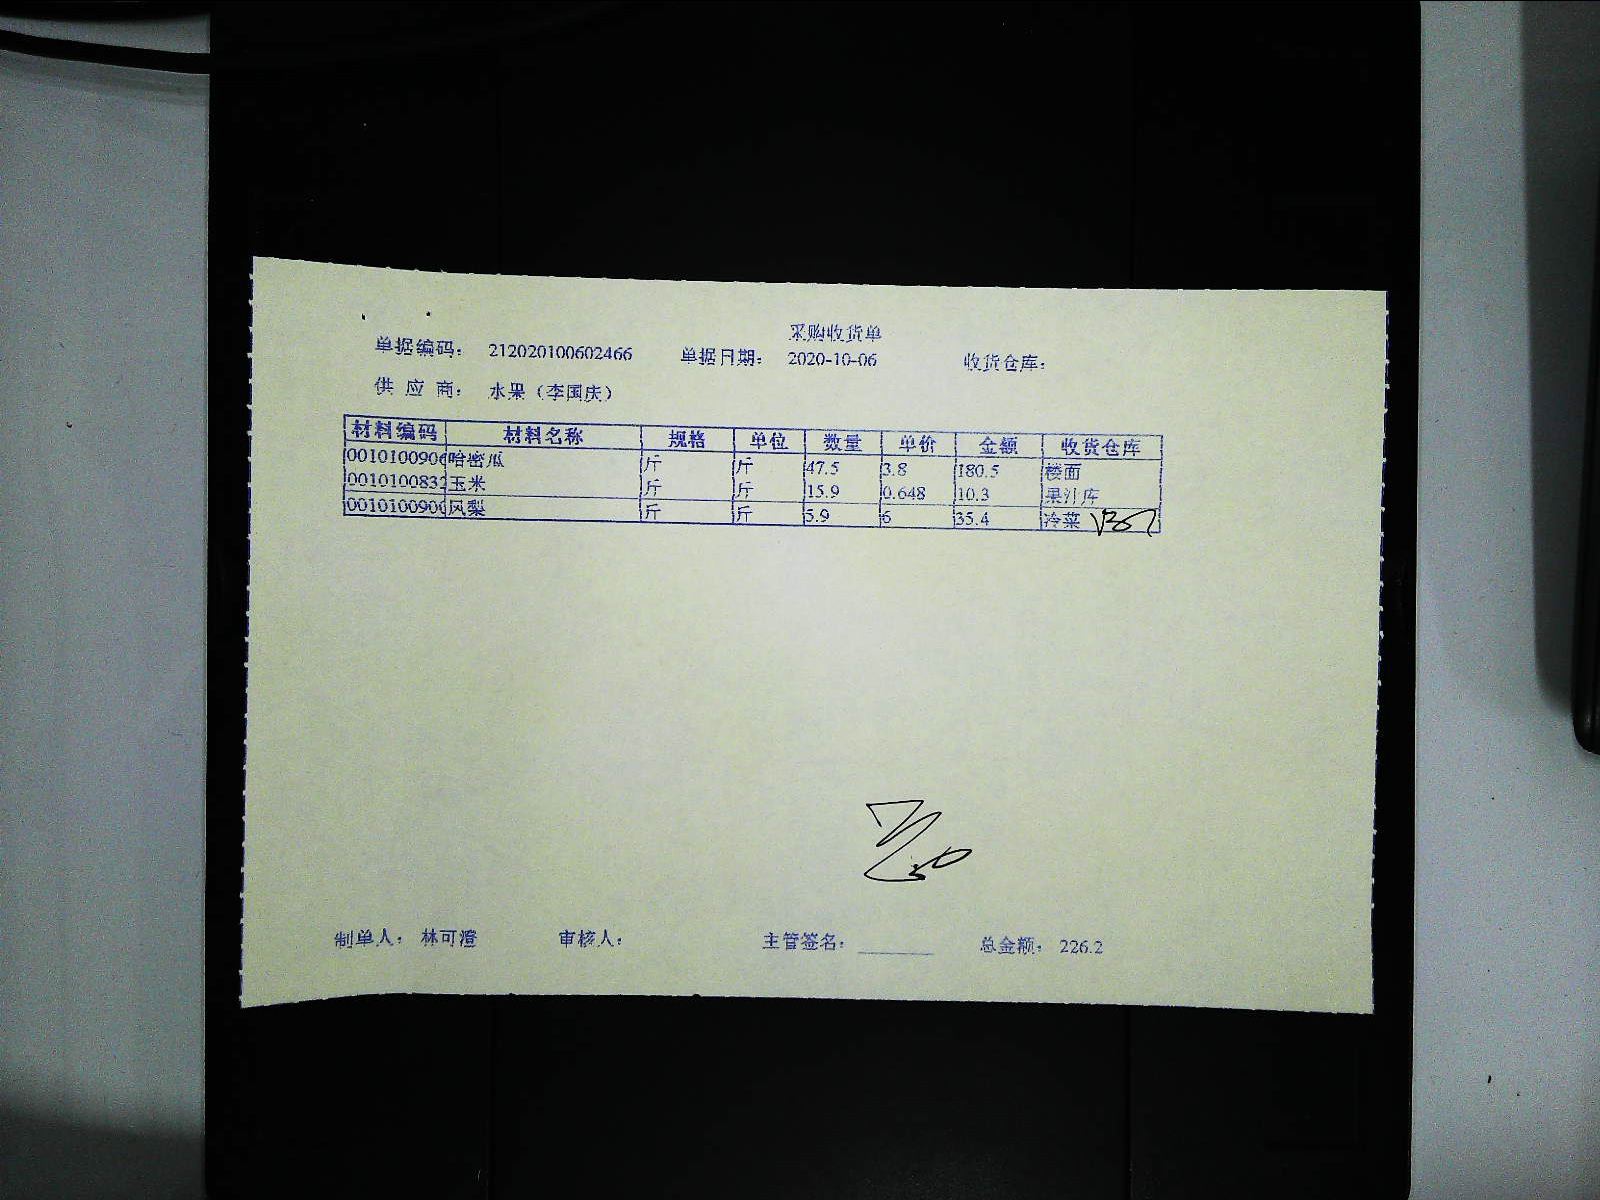 采购收货单
单据编码： 212020100602466 单据日期： 2020-10-06 收货仓库：
供 应 商： 水果（李国庆）
材料编码 材料名称 规格 单位 数量 单价 金额 收货仓库
0010100906 哈密瓜 斤 斤 47.5 3.8 180.5 楼面
0010100832 玉米 斤 斤 15.9 0.648 10.3 果汁库
001010090 风梨 斤 斤 5.9 6 35.4 冷菜
制单人： 林可澄 审核人： 主管签名： 总金额： 226.2